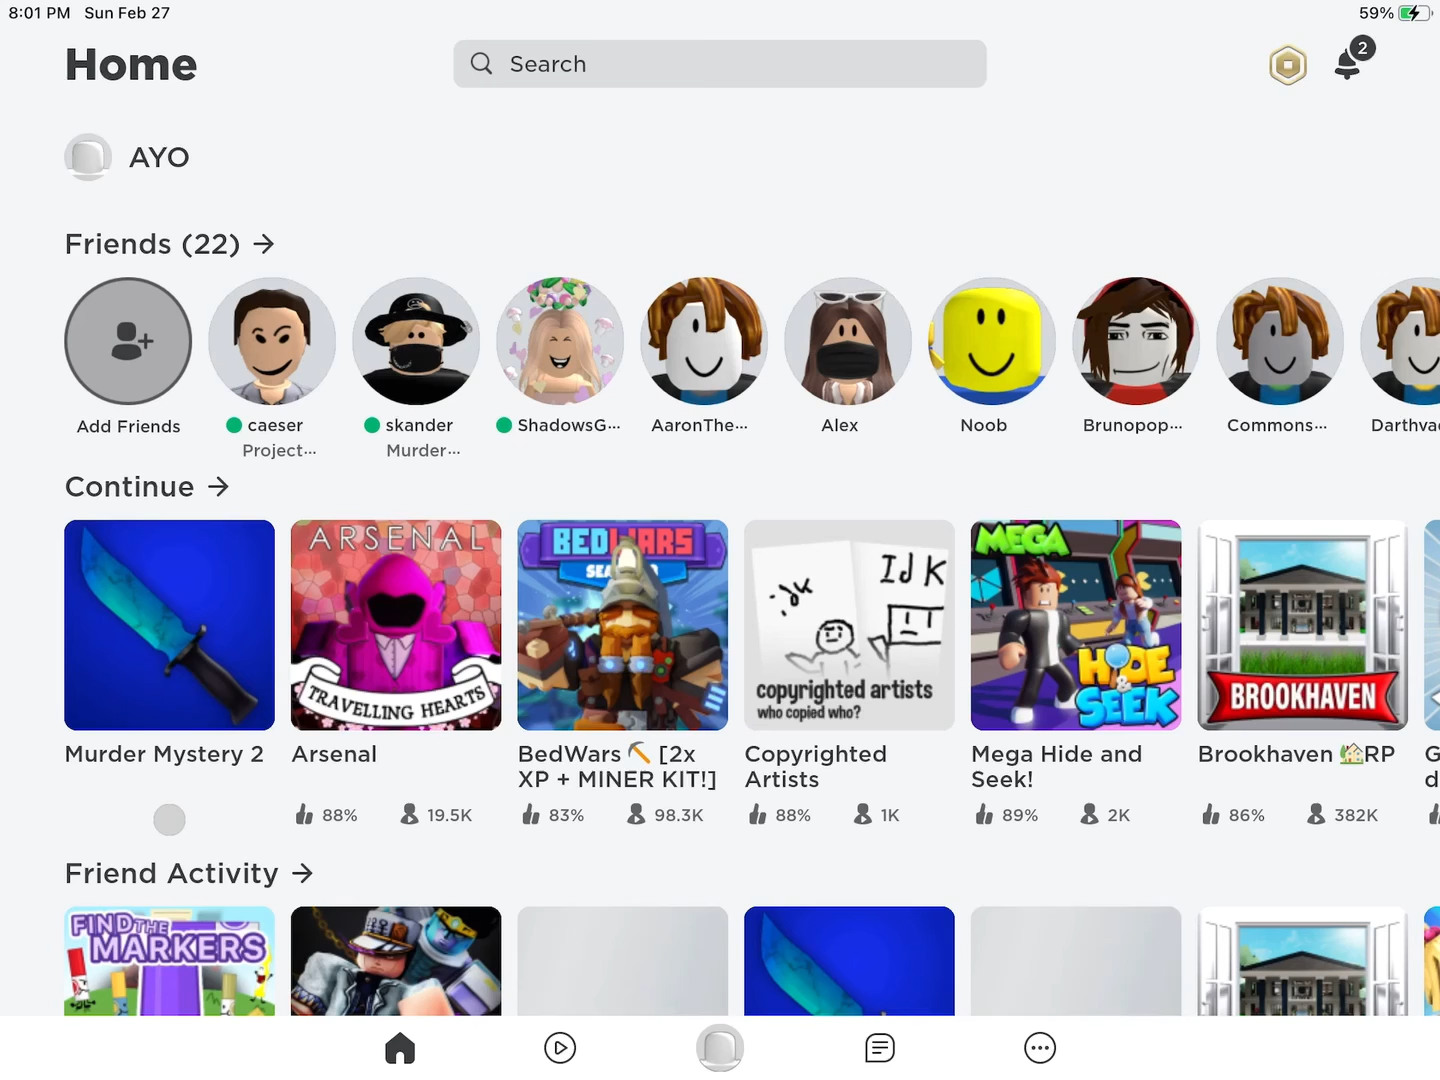 8:01 PM Sun Feb 27
59%
Home
Search
2
AYO
Friends (22)
Add Friends
caeser
Project...
skander
Murder...
ShadowsG...
AaronThe...
Alex
Noob
Brunopop...
Commons...
Darthva
Continue
ARSENAL
TRAVELLING HEARTS
BEDWARS
IJK
copyrighted artists
who copied who?
MEGA
HIDE
&
SEEK
BROOKHAVEN
Murder Mystery 2
Arsenal
88%
19.5K
BedWars ⛏️ [2x
XP + MINER KIT!]
83%
98.3K
Copyrighted
Artists
88%
1K
Mega Hide and
Seek!
89%
2K
Brookhaven 🏡RP
86%
382K
G
d
Friend Activity
FIND THE
MARKERS